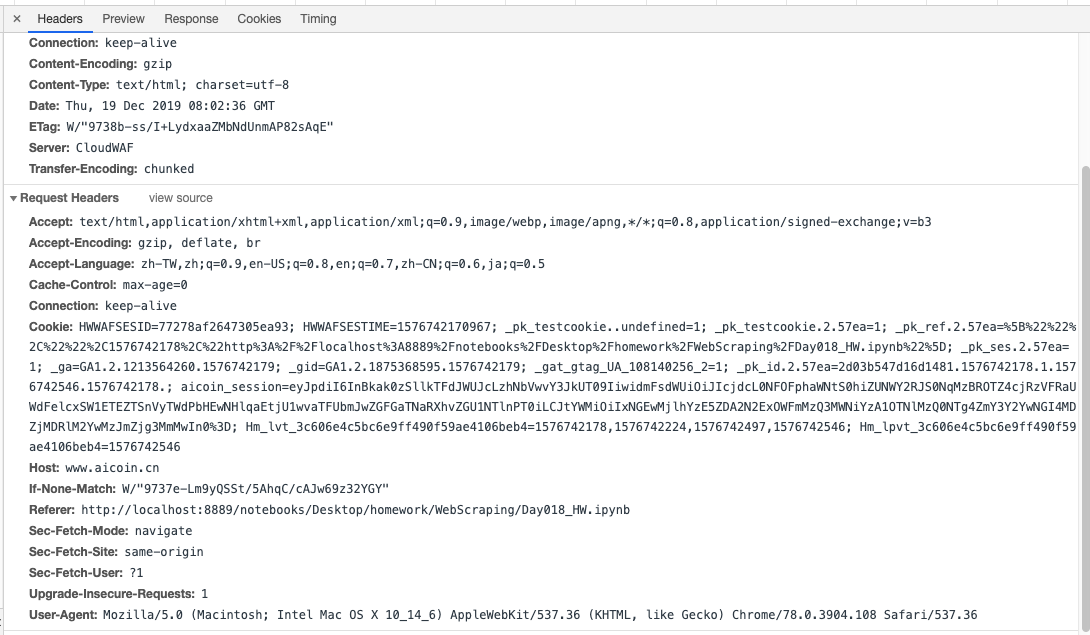 × Headers Preview Response Cookies Timing
Connection: keep-alive
Content-Encoding: gzip
Content-Type: text/html; charset=utf-8
Date: Thu, 19 Dec 2019 08:02:36 GMT
ETag: W/"9738b-ss/I+LydxaaZMbNdUnmAP82sAqE"
Server: CloudWAF
Transfer-Encoding: chunked
▼Request Headers view source
Accept: text/html,application/xhtml+xml,application/xml;q=0.9,image/webp,image/apng,*/*;q=0.8,application/signed-exchange;v=b3
Accept-Encoding: gzip, deflate, br
Accept-Language: zh-TW,zh;q=0.9,en-US;q=0.8,en;q=0.7,zh-CN;q=0.6,ja;q=0.5
Cache-Control: max-age=0
Connection: keep-alive
Cookie: HWWAFSESID=77278af2647305ea93; HWWAFSESTIME=1576742170967; _pk_testcookie..undefined=1; _pk_testcookie.2.57ea=1; _pk_ref.2.57ea=%5B%22%22%
2C%22%22%2C1576742178%2C%22http%3A%2F%2Flocalhost%3A8889%2Fnotebooks%2FDesktop%2Fhomework%2FWebScraping%2FDay018_HW.ipynb%22%5D; _pk_ses.2.57ea=
1; _ga=GA1.2.1213564260.1576742179; _gid=GA1.2.1875368595.1576742179; _gat_gtag_UA_108140256_2=1; _pk_id.2.57ea=2d03b547d16d1481.1576742178.1.157
6742546.1576742178.; aicoin_session=eyJpdiI6InBkak0zSllkTFdJWUJcLzhNbVwvY3JkUT09IiwidmFsdWUiOiJIcjdcL0NFOFphaWNtS0hiZUNWY2RJS0NqMzBROTZ4cjRzVFRaU
WdFelcxSW1ETEZTSnVyTWdPbHEwNHlqaEtjU1wvaTFUbmJwZGFGaTNaRXhvZGU1NTlnPT0iLCJtYWMiOiIxNGEwMjlhYzE5ZDA2N2ExOWFmMzQ3MWNiYzA1OTNlMzQ0NTg4ZmY3Y2YwNGI4MD
ZjMDRlM2YwMzJmZjg3MmMwIn0%3D; Hm_lvt_3c606e4c5bc6e9ff490f59ae4106beb4=1576742178,1576742224,1576742497,1576742546; Hm_lpvt_3c606e4c5bc6e9ff490f59
ae4106beb4=1576742546
Host: www.aicoin.cn
If-None-Match: W/"9737e-Lm9yQSSt/5AhqC/cAJw69z32YGY"
Referer: http://localhost:8889/notebooks/Desktop/homework/WebScraping/Day018_HW.ipynb
Sec-Fetch-Mode: navigate
Sec-Fetch-Site: same-origin
Sec-Fetch-User: ?1
Upgrade-Insecure-Requests: 1
User-Agent: Mozilla/5.0 (Macintosh; Intel Mac OS X 10_14_6) AppleWebKit/537.36 (KHTML, like Gecko) Chrome/78.0.3904.108 Safari/537.36